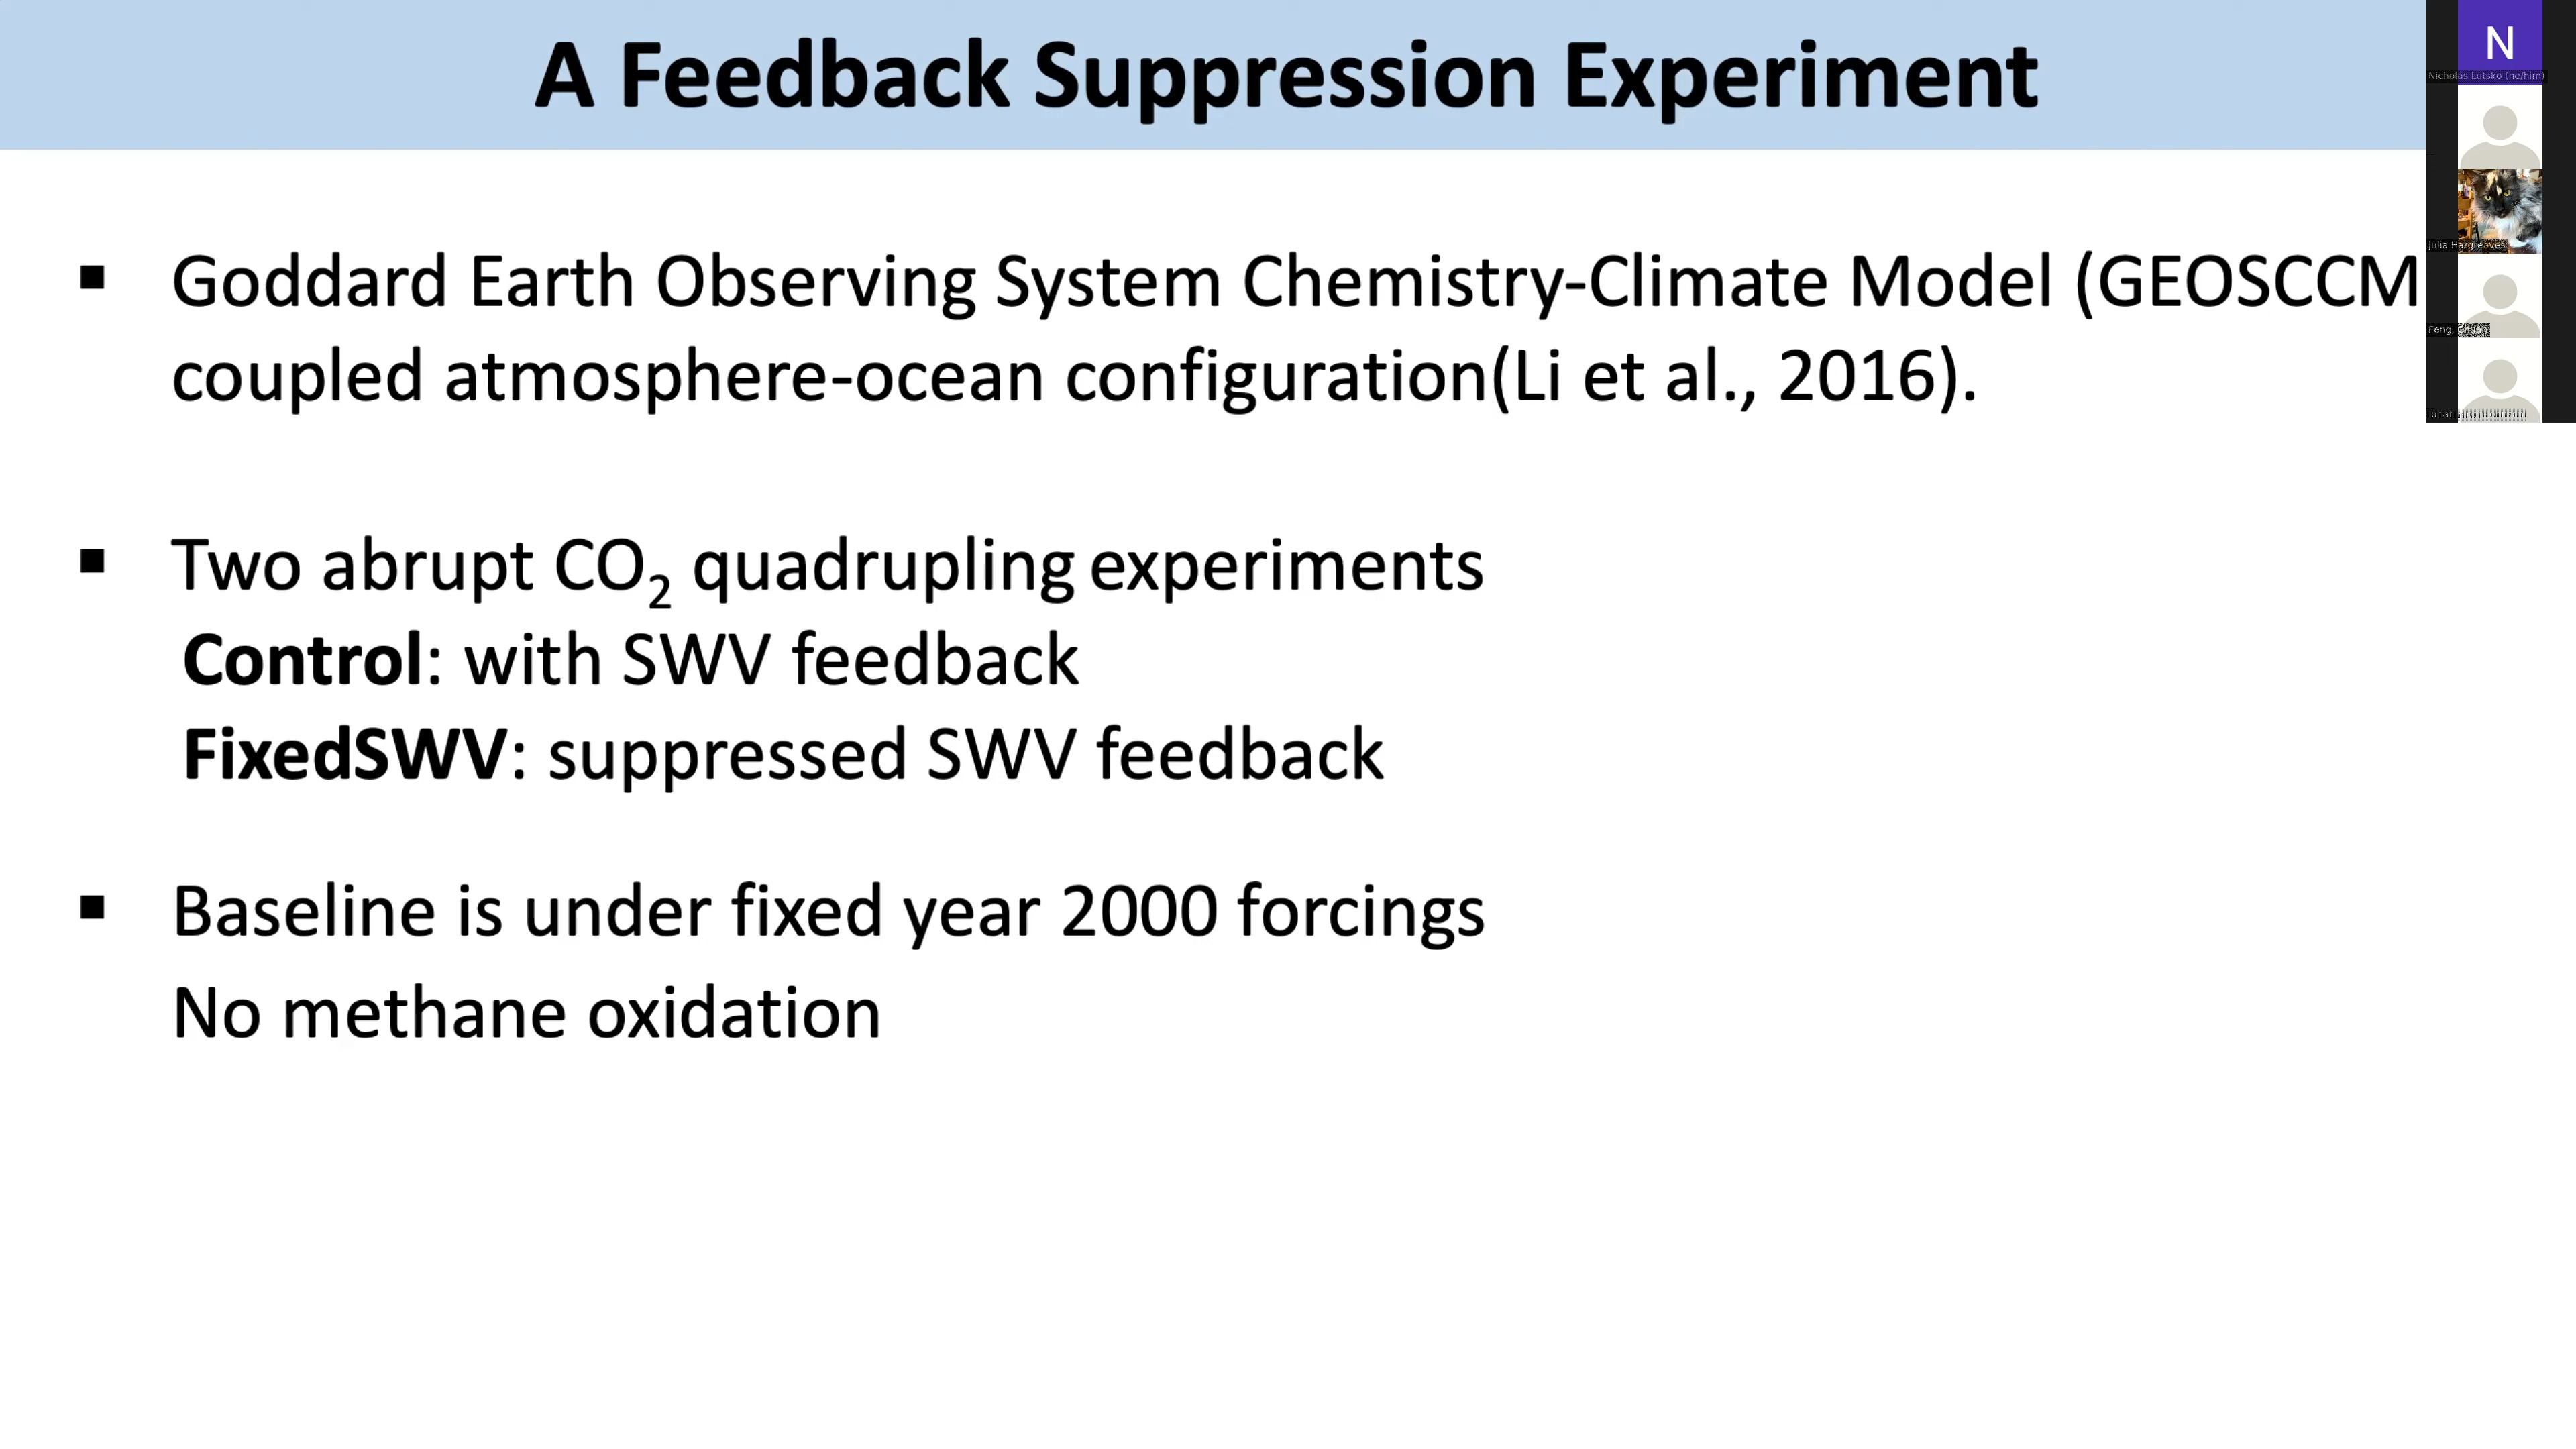 A Feedback Suppression Experiment
▪ Goddard Earth Observing System Chemistry-Climate Model (GEOSCCM
coupled atmosphere-ocean configuration(Li et al., 2016).
▪ Two abrupt CO₂ quadrupling experiments
Control: with SWV feedback
FixedSWV: suppressed SWV feedback
▪ Baseline is under fixed year 2000 forcings
No methane oxidation
N
Nicholas Lutsko (he/him)
Julia Hargreaves
Feng,